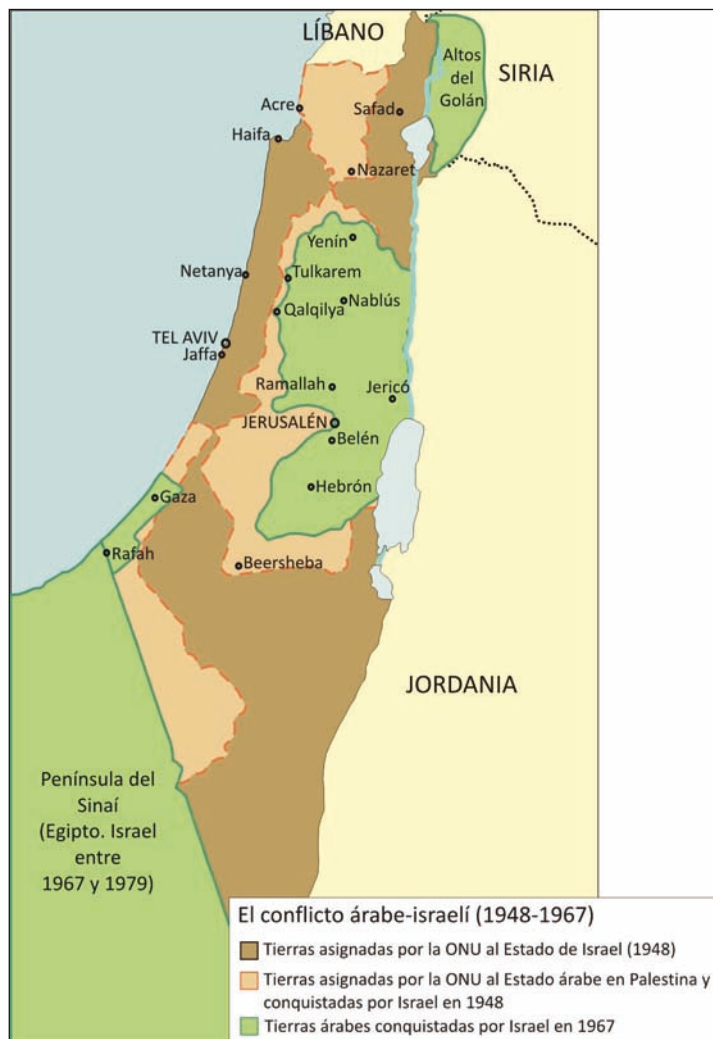 LÍBANO
Altos
del
Golán
SIRIA
Acre
Safad
Haifa
Nazaret
Yenín
Netanya
Tulkarem
Nablús
Qalqilya
TEL AVIV
Jaffa
Ramallah
Jericó
JERUSALÉN
Belén
Hebrón
Gaza
Rafah
Beersheba
JORDANIA
Península del
Sinaí
(Egipto. Israel
entre
1967 y 1979)
El conflicto árabe-israelí (1948-1967)
Tierras asignadas por la ONU al Estado de Israel (1948)
Tierras asignadas por la ONU al Estado árabe en Palestina y
conquistadas por Israel en 1948
Tierras árabes conquistadas por Israel en 1967